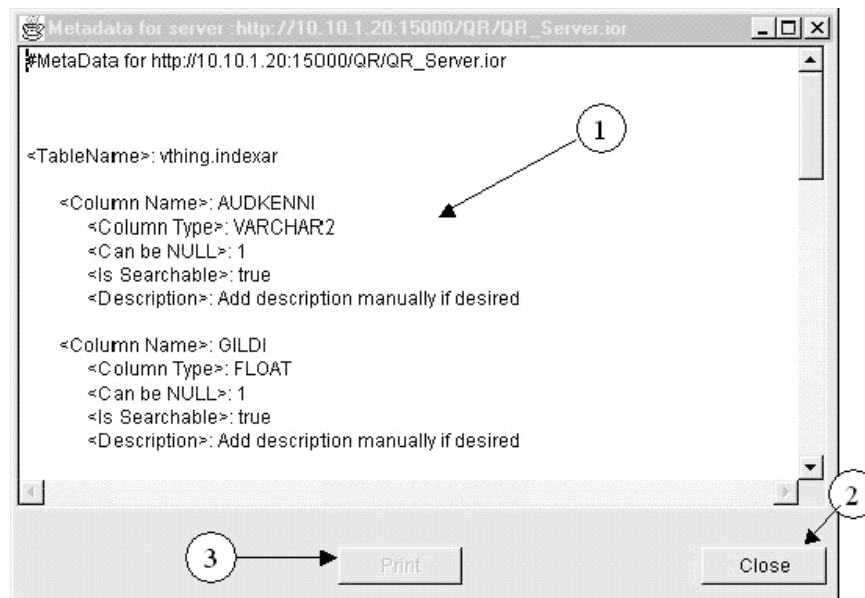 Metadata for server :http://10.10.1.20:15000/QR/QR_Server.ior
#MetaData for http://10.10.1.20:15000/QR/QR_Server.ior
1
<TableName>: vthing.indexar
<Column Name>: AUDKENNI
<Column Type>: VARCHAR2
<Can be NULL>: 1
<Is Searchable>: true
<Description>: Add description manually if desired
<Column Name>: GILDI
<Column Type>: FLOAT
<Can be NULL>: 1
<Is Searchable>: true
<Description>: Add description manually if desired
2
3
Print
Close